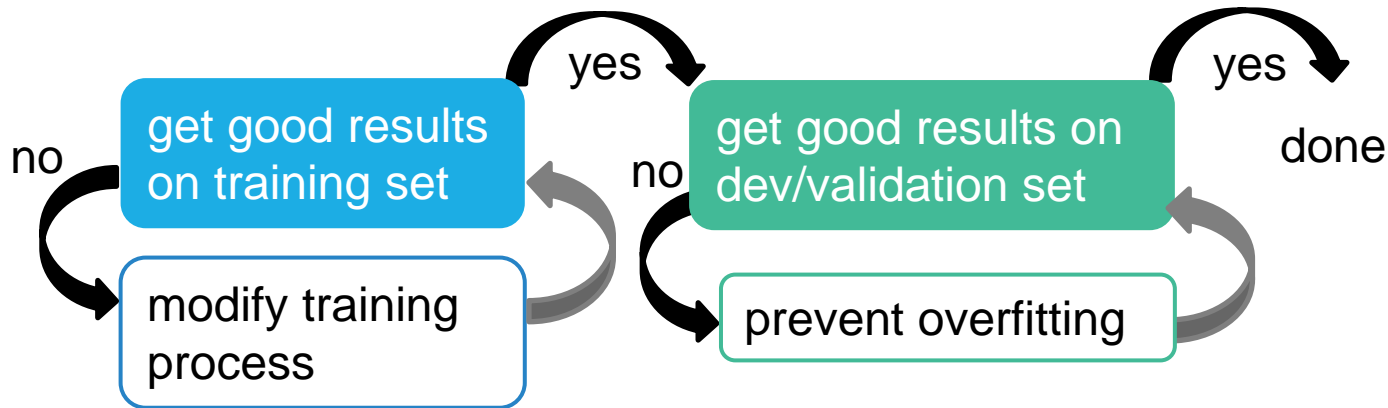 yes
yes
get good results
on training set
get good results on
dev/validation set
done
no
no
modify training
process
prevent overfitting